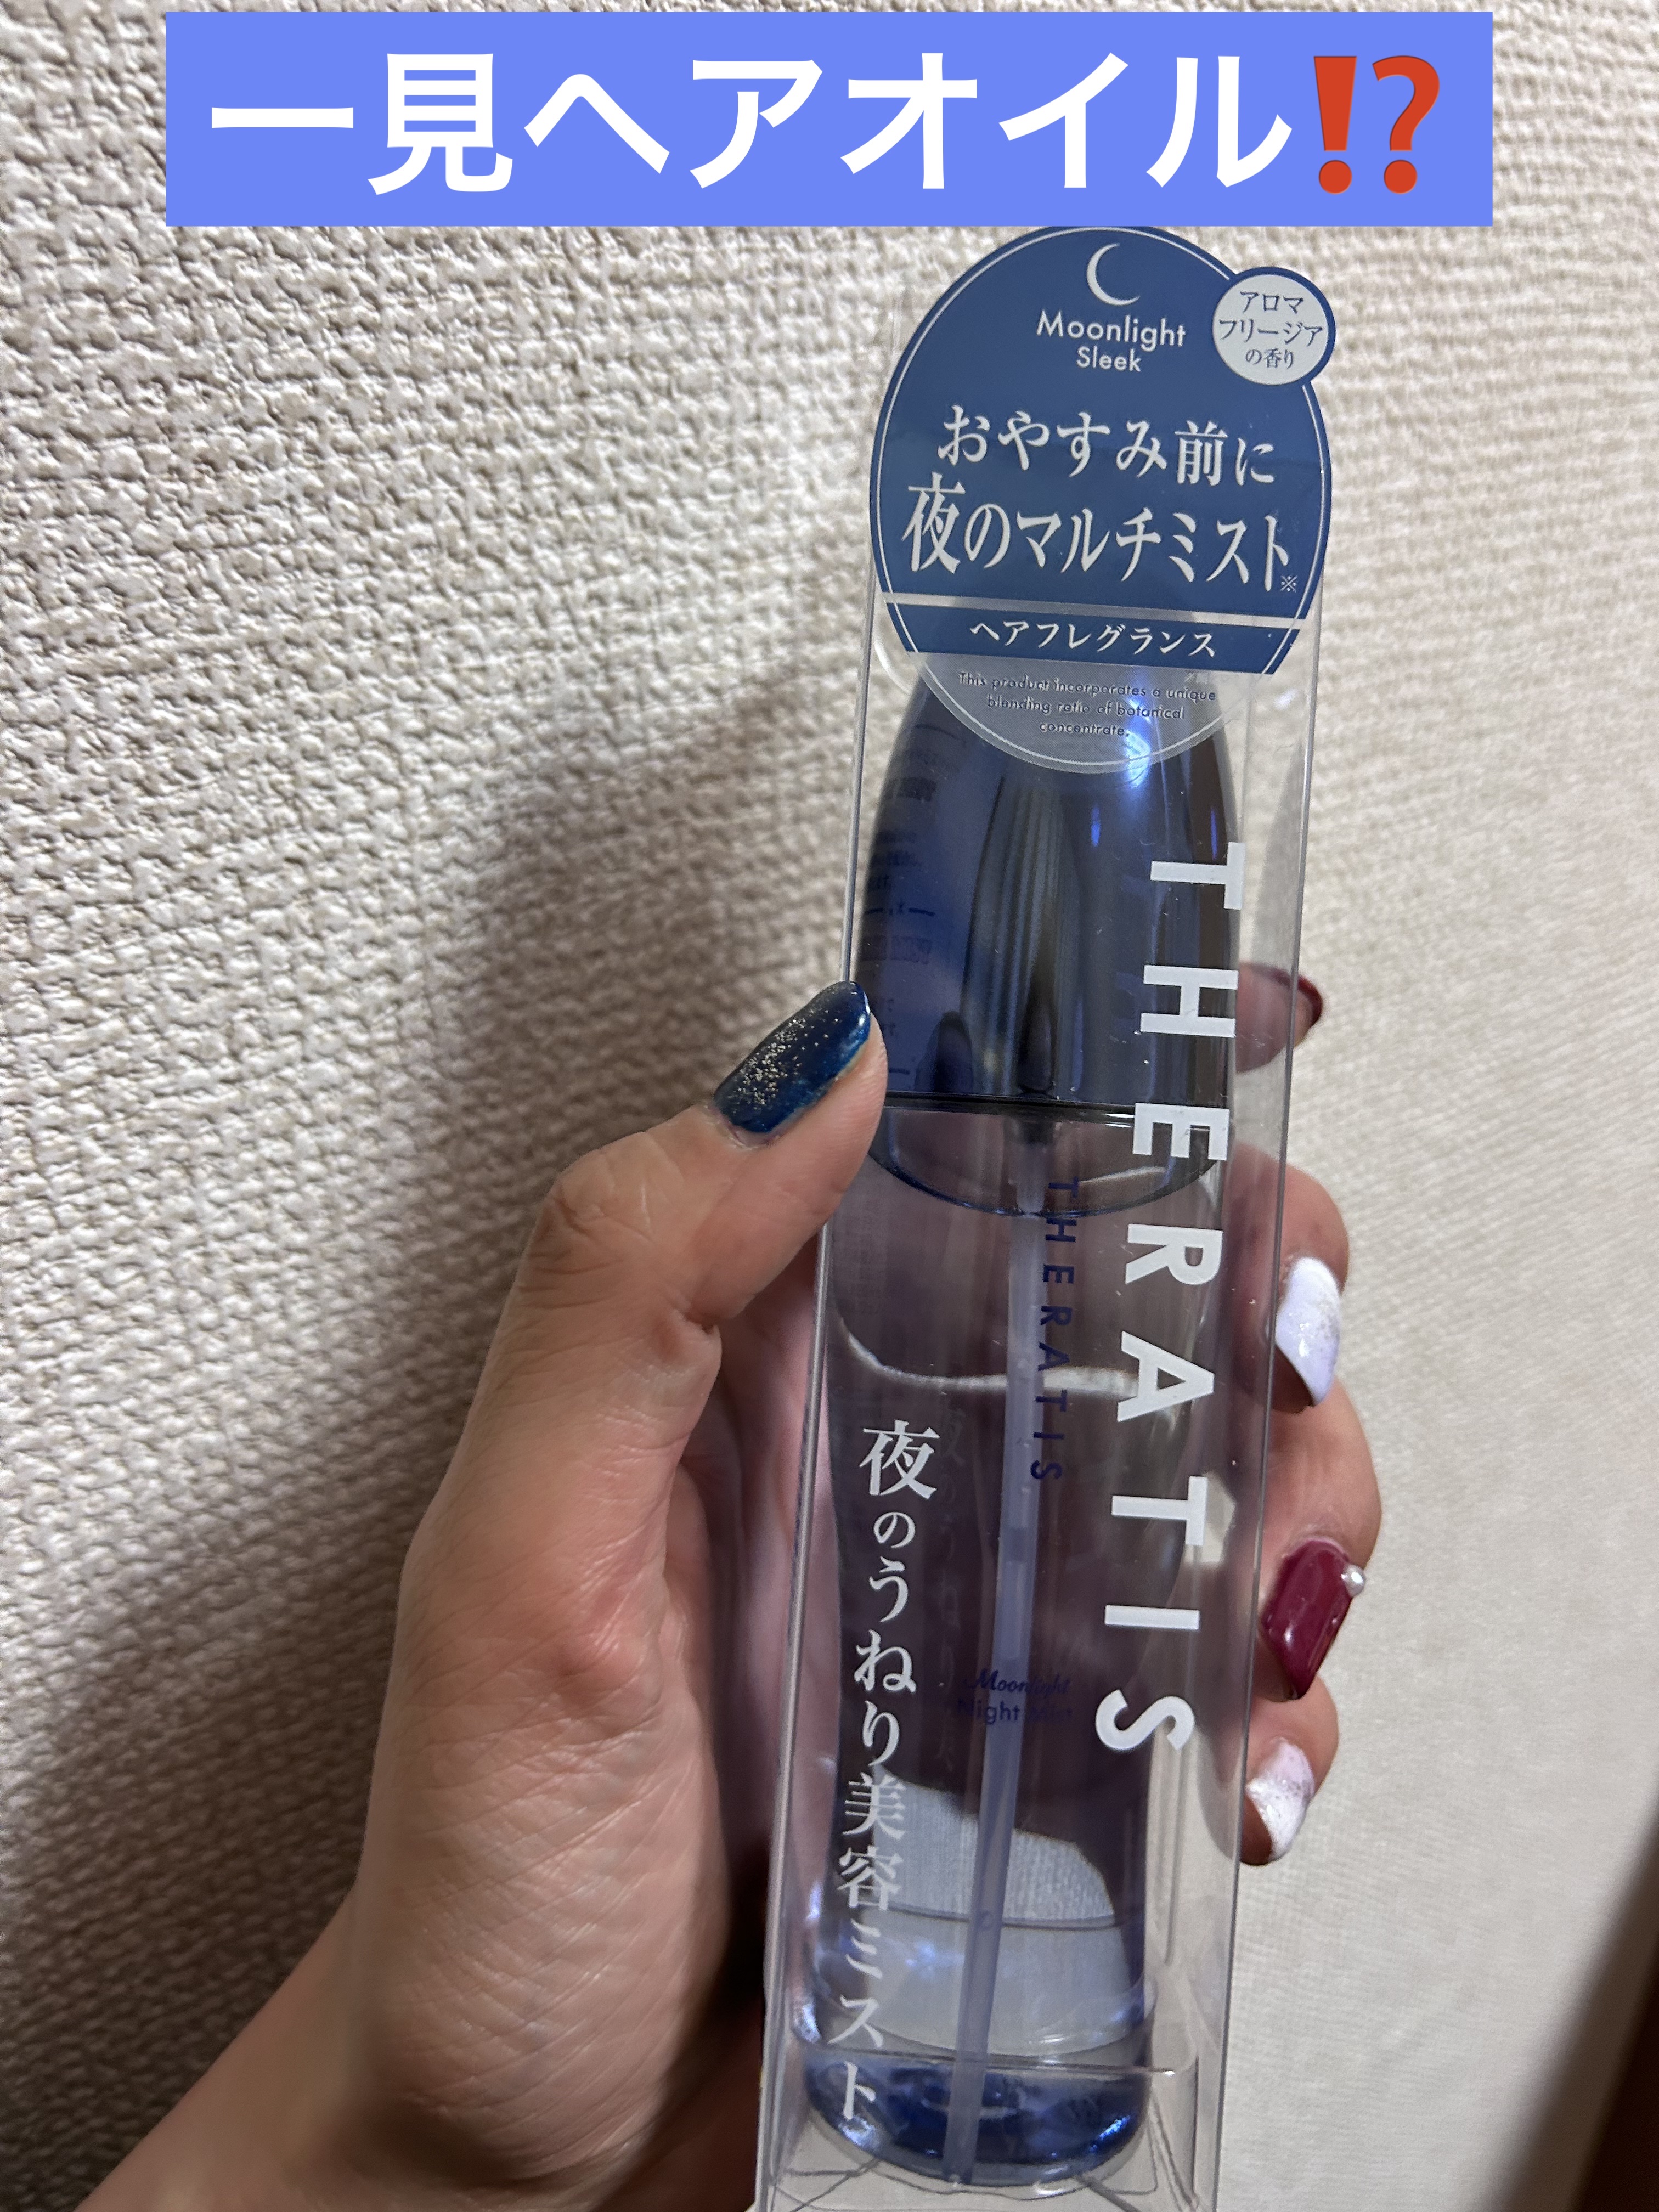 一見ヘアオイル⁉️
Moonlight
Sleek
アロマ
フリージア
の香り
おやすみ前に
夜のマルチミスト※
ヘアフレグランス
This product incorporates a unique
blending ratio of botanical
concentrate.
THERATIS
THERATIS
夜のうねり美容ミスト
Moonlight
Night Mist